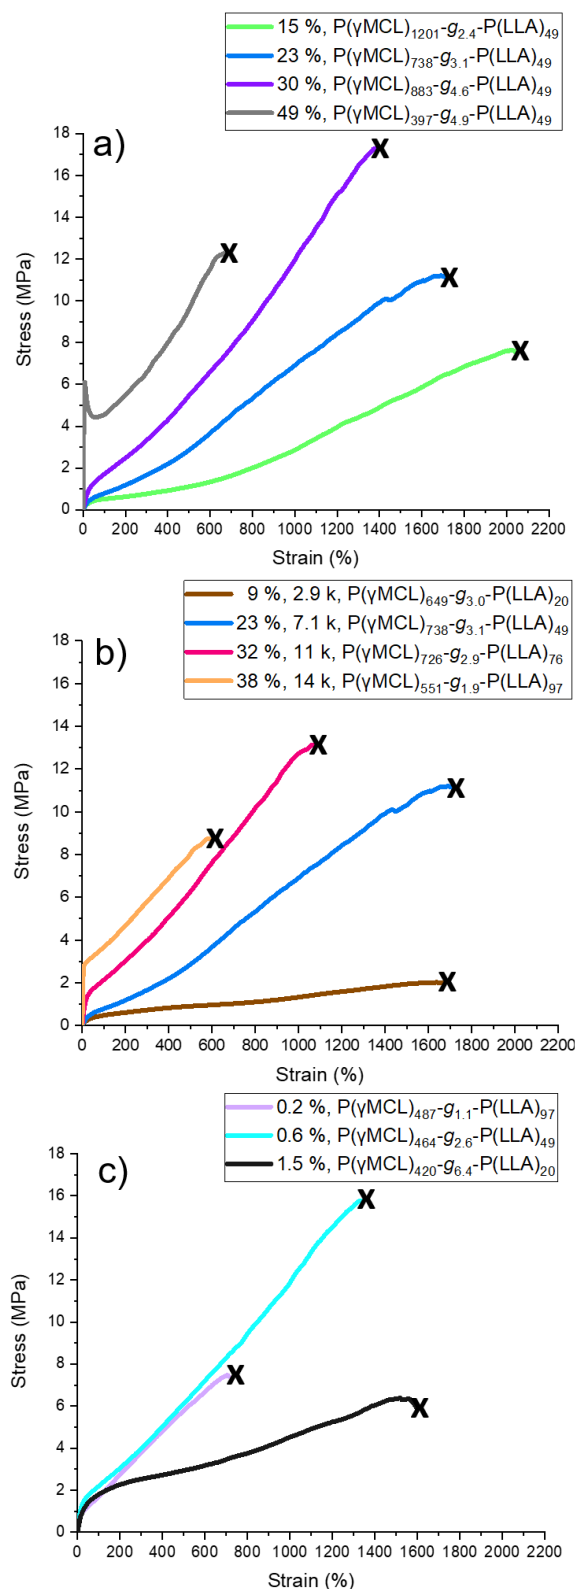 15 %, P(γMCL)₁₂₀₁-g₂.₄-P(LLA)₄₉
23 %, P(γMCL)₇₃₈-g₃.₁-P(LLA)₄₉
30 %, P(γMCL)₈₈₃-g₄.₆-P(LLA)₄₉
49 %, P(γMCL)₃₉₇-g₄.₉-P(LLA)₄₉
a)
18
16
14
12
10
8
6
4
2
0
Stress (MPa)
X X X X
0 200 400 600 800 1000 1200 1400 1600 1800 2000 2200
Strain (%)
9 %, 2.9 k, P(γMCL)₆₄₉-g₃.₀-P(LLA)₂₀
23 %, 7.1 k, P(γMCL)₇₃₈-g₃.₁-P(LLA)₄₉
32 %, 11 k, P(γMCL)₇₂₆-g₂.₉-P(LLA)₇₆
38 %, 14 k, P(γMCL)₅₅₁-g₁.₉-P(LLA)₉₇
b)
18
16
14
12
10
8
6
4
2
0
Stress (MPa)
X X X X
0 200 400 600 800 1000 1200 1400 1600 1800 2000 2200
Strain (%)
0.2 %, P(γMCL)₄₈₇-g₁.₁-P(LLA)₉₇
0.6 %, P(γMCL)₄₆₄-g₂.₆-P(LLA)₄₉
1.5 %, P(γMCL)₄₂₀-g₆.₄-P(LLA)₂₀
c)
18
16
14
12
10
8
6
4
2
0
Stress (MPa)
X X X
0 200 400 600 800 1000 1200 1400 1600 1800 2000 2200
Strain (%)